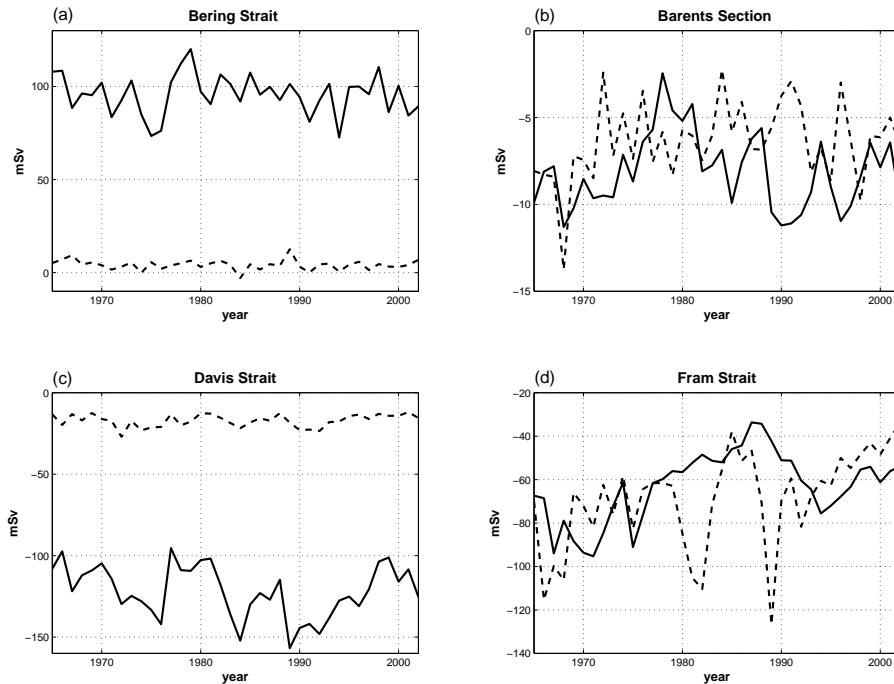 (a)
Bering Strait
100
50
0
mSv
1970
1980
1990
2000
year
(b)
Barents Section
0
−5
−10
−15
mSv
1970
1980
1990
2000
year
(c)
Davis Strait
0
−50
−100
−150
mSv
1970
1980
1990
2000
year
(d)
Fram Strait
−20
−40
−60
−80
−100
−120
−140
mSv
1970
1980
1990
2000
year